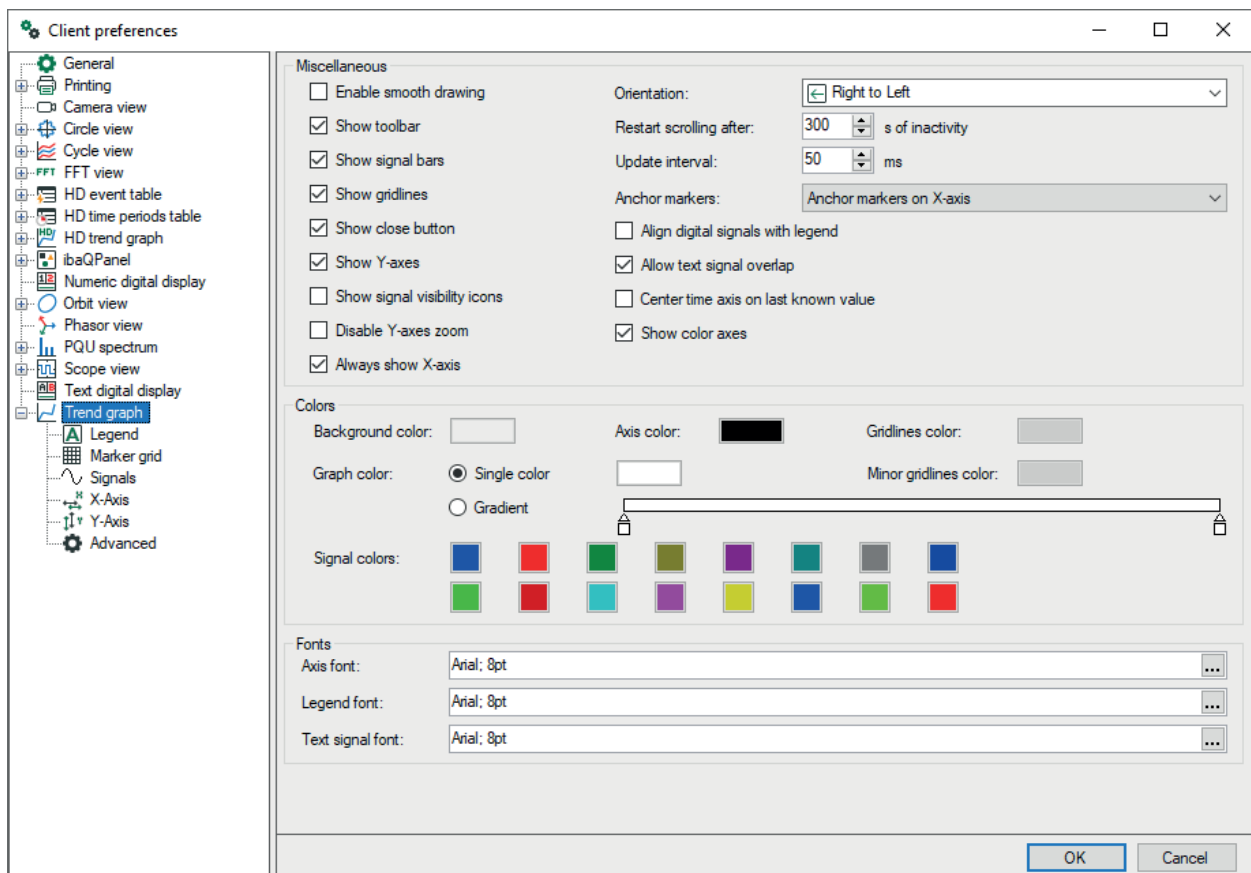 Client preferences
General
Printing
Camera view
Circle view
Cycle view
FFT FFT view
HD event table
HD time periods table
HD HD trend graph
ibaQPanel
12 Numeric digital display
Orbit view
Phasor view
PQU spectrum
Scope view
AB Text digital display
Trend graph
A Legend
Marker grid
Signals
X X-Axis
Y Y-Axis
Advanced
Miscellaneous
Enable smooth drawing
Show toolbar
Show signal bars
Show gridlines
Show close button
Show Y-axes
Show signal visibility icons
Disable Y-axes zoom
Always show X-axis
Orientation: Right to Left
Restart scrolling after: 300 s of inactivity
Update interval: 50 ms
Anchor markers: Anchor markers on X-axis
Align digital signals with legend
Allow text signal overlap
Center time axis on last known value
Show color axes
Colors
Background color: Axis color: Gridlines color:
Graph color: Single color Minor gridlines color:
Gradient
Signal colors:
Fonts
Axis font: Arial; 8pt ...
Legend font: Arial; 8pt ...
Text signal font: Arial; 8pt ...
OK Cancel